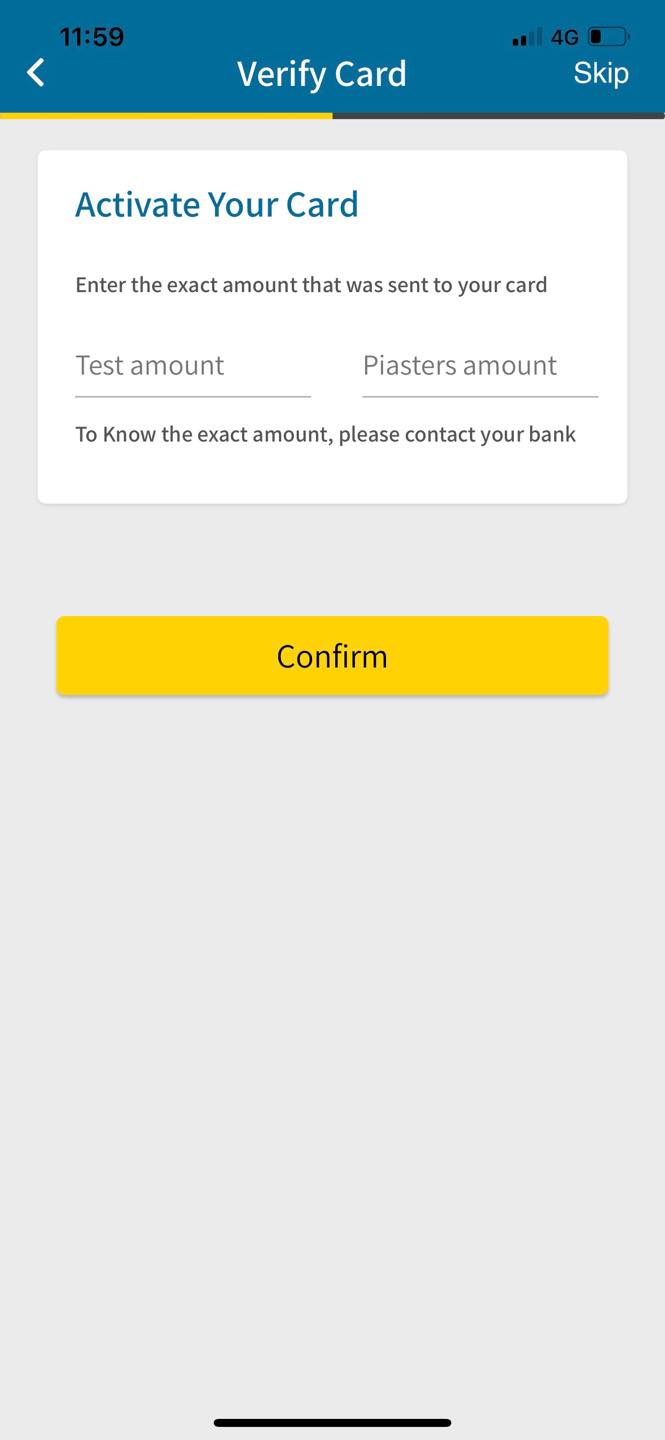 11:59
4G
Verify Card
Skip
Activate Your Card
Enter the exact amount that was sent to your card
Test amount
Piasters amount
To Know the exact amount, please contact your bank
Confirm